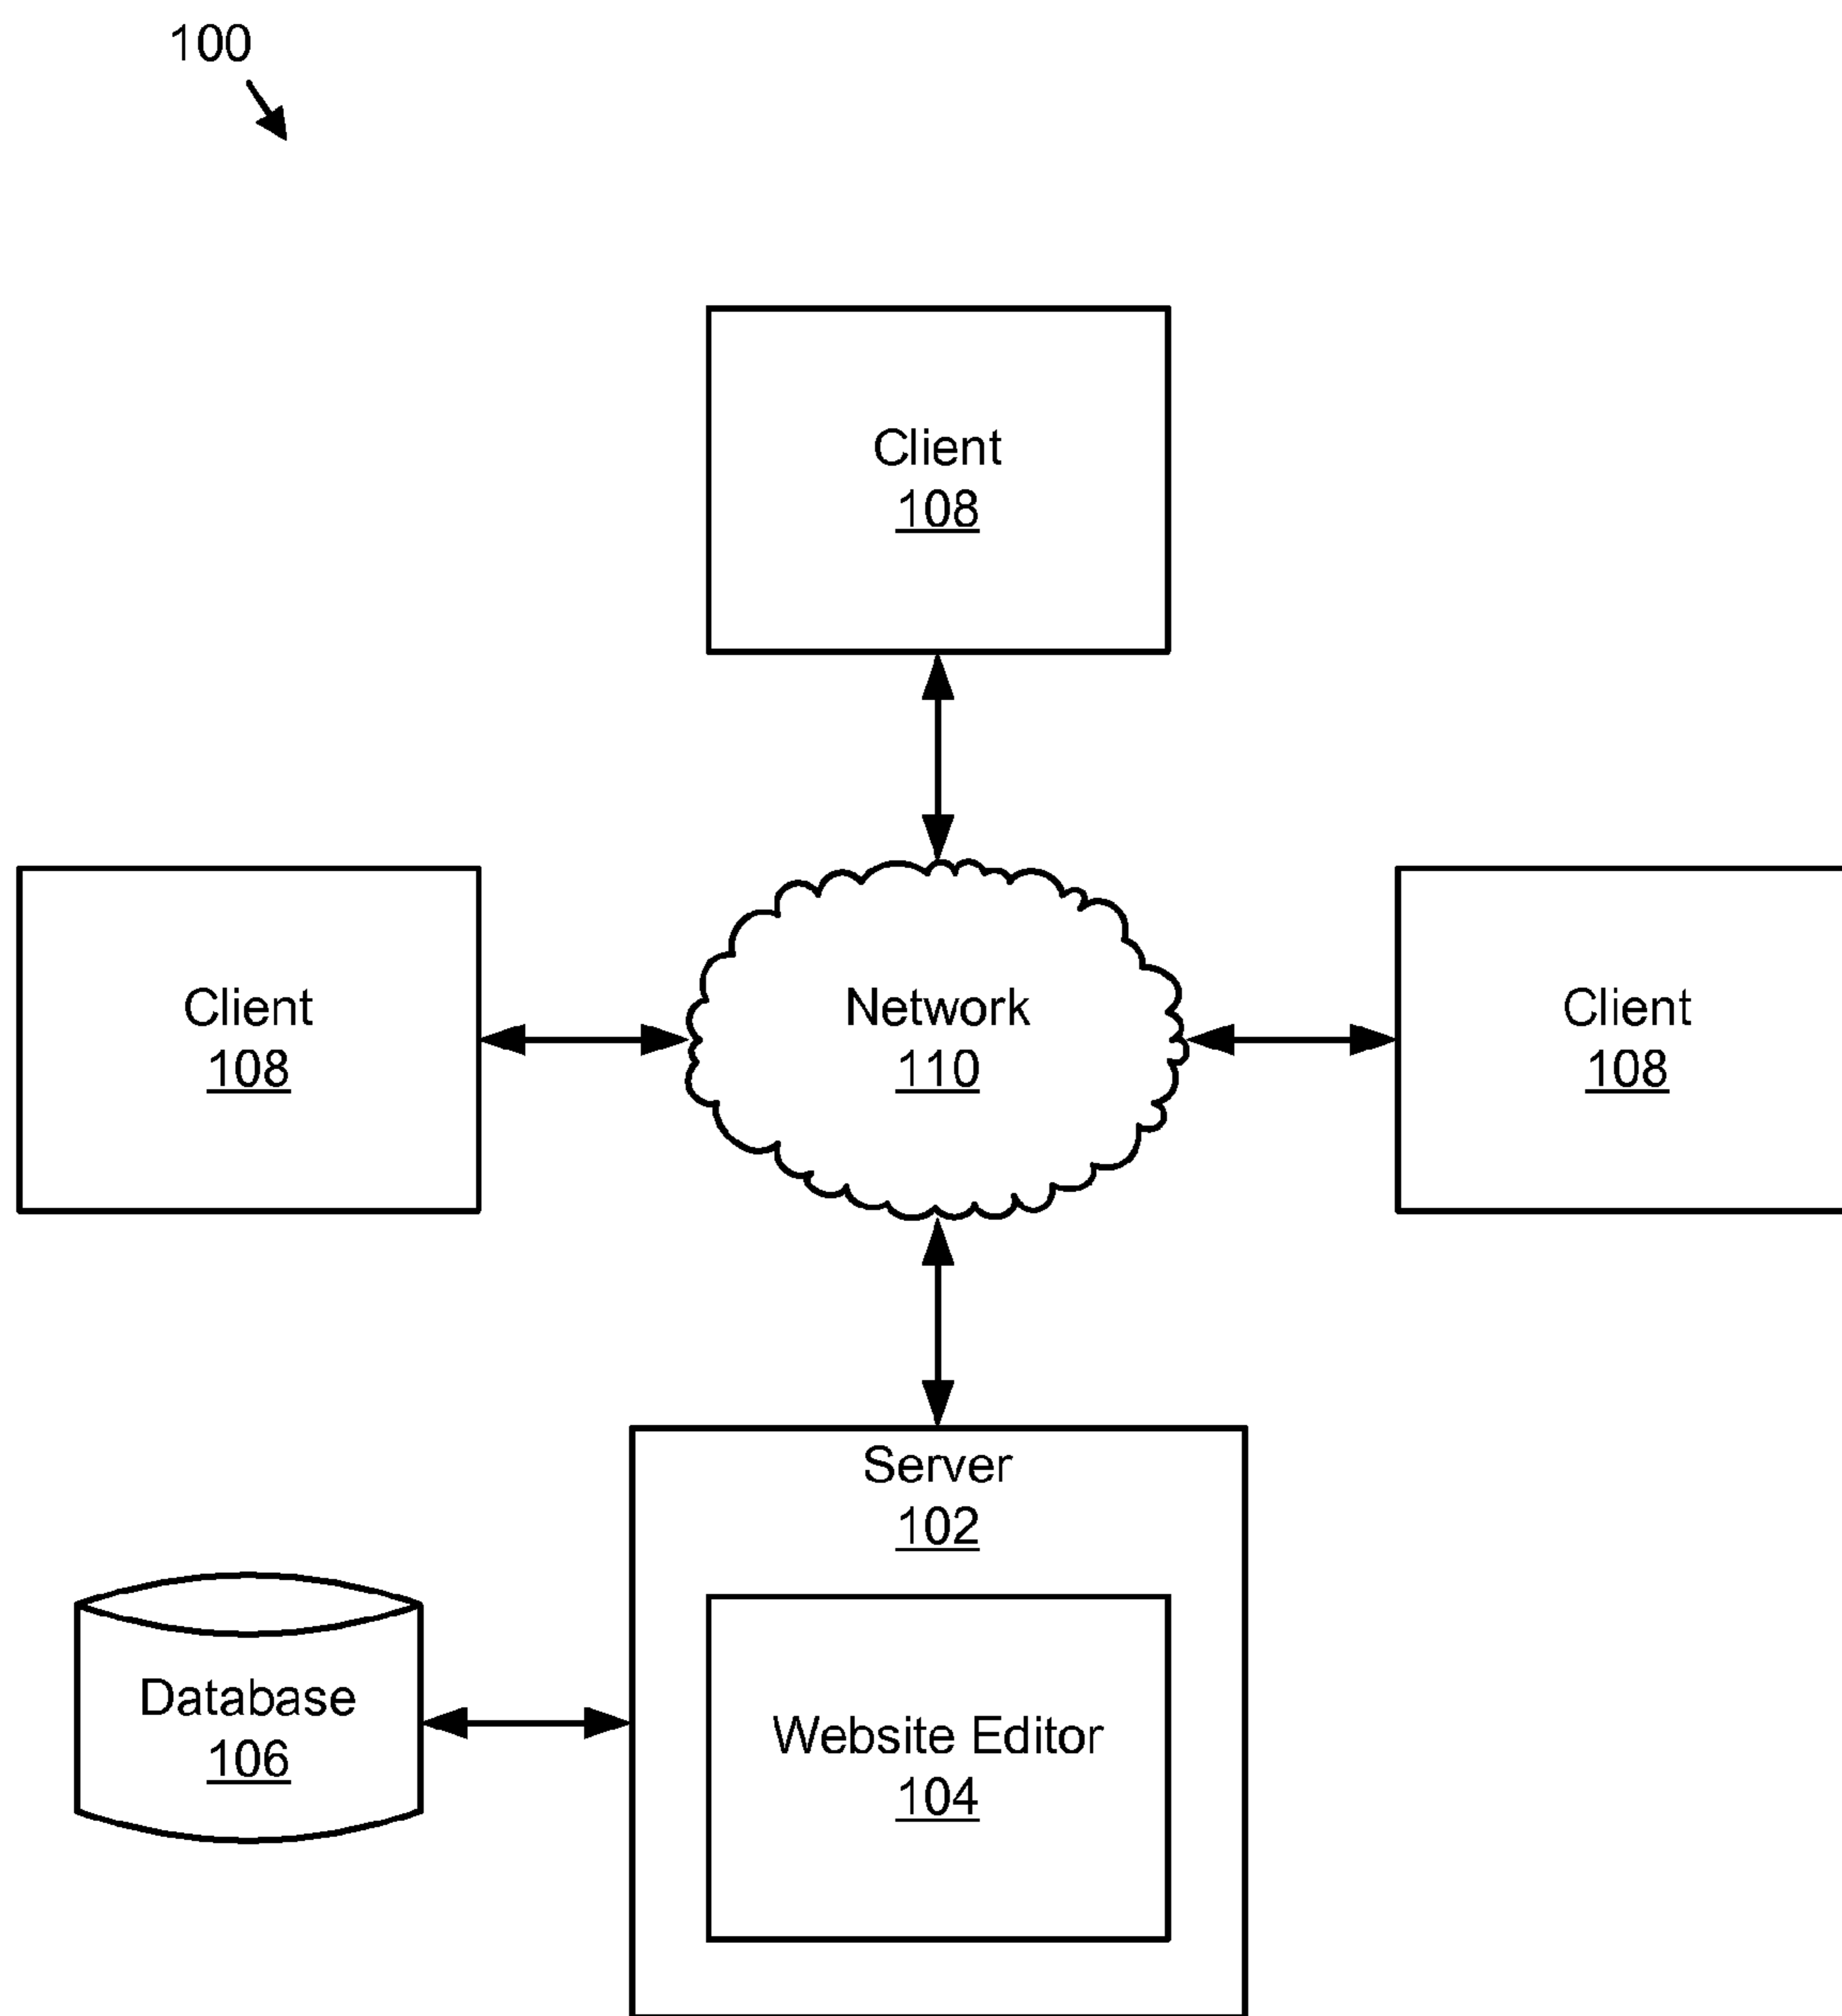 100
Client
108
Client
108
Network
110
Client
108
Server
102
Database
106
Website Editor
104